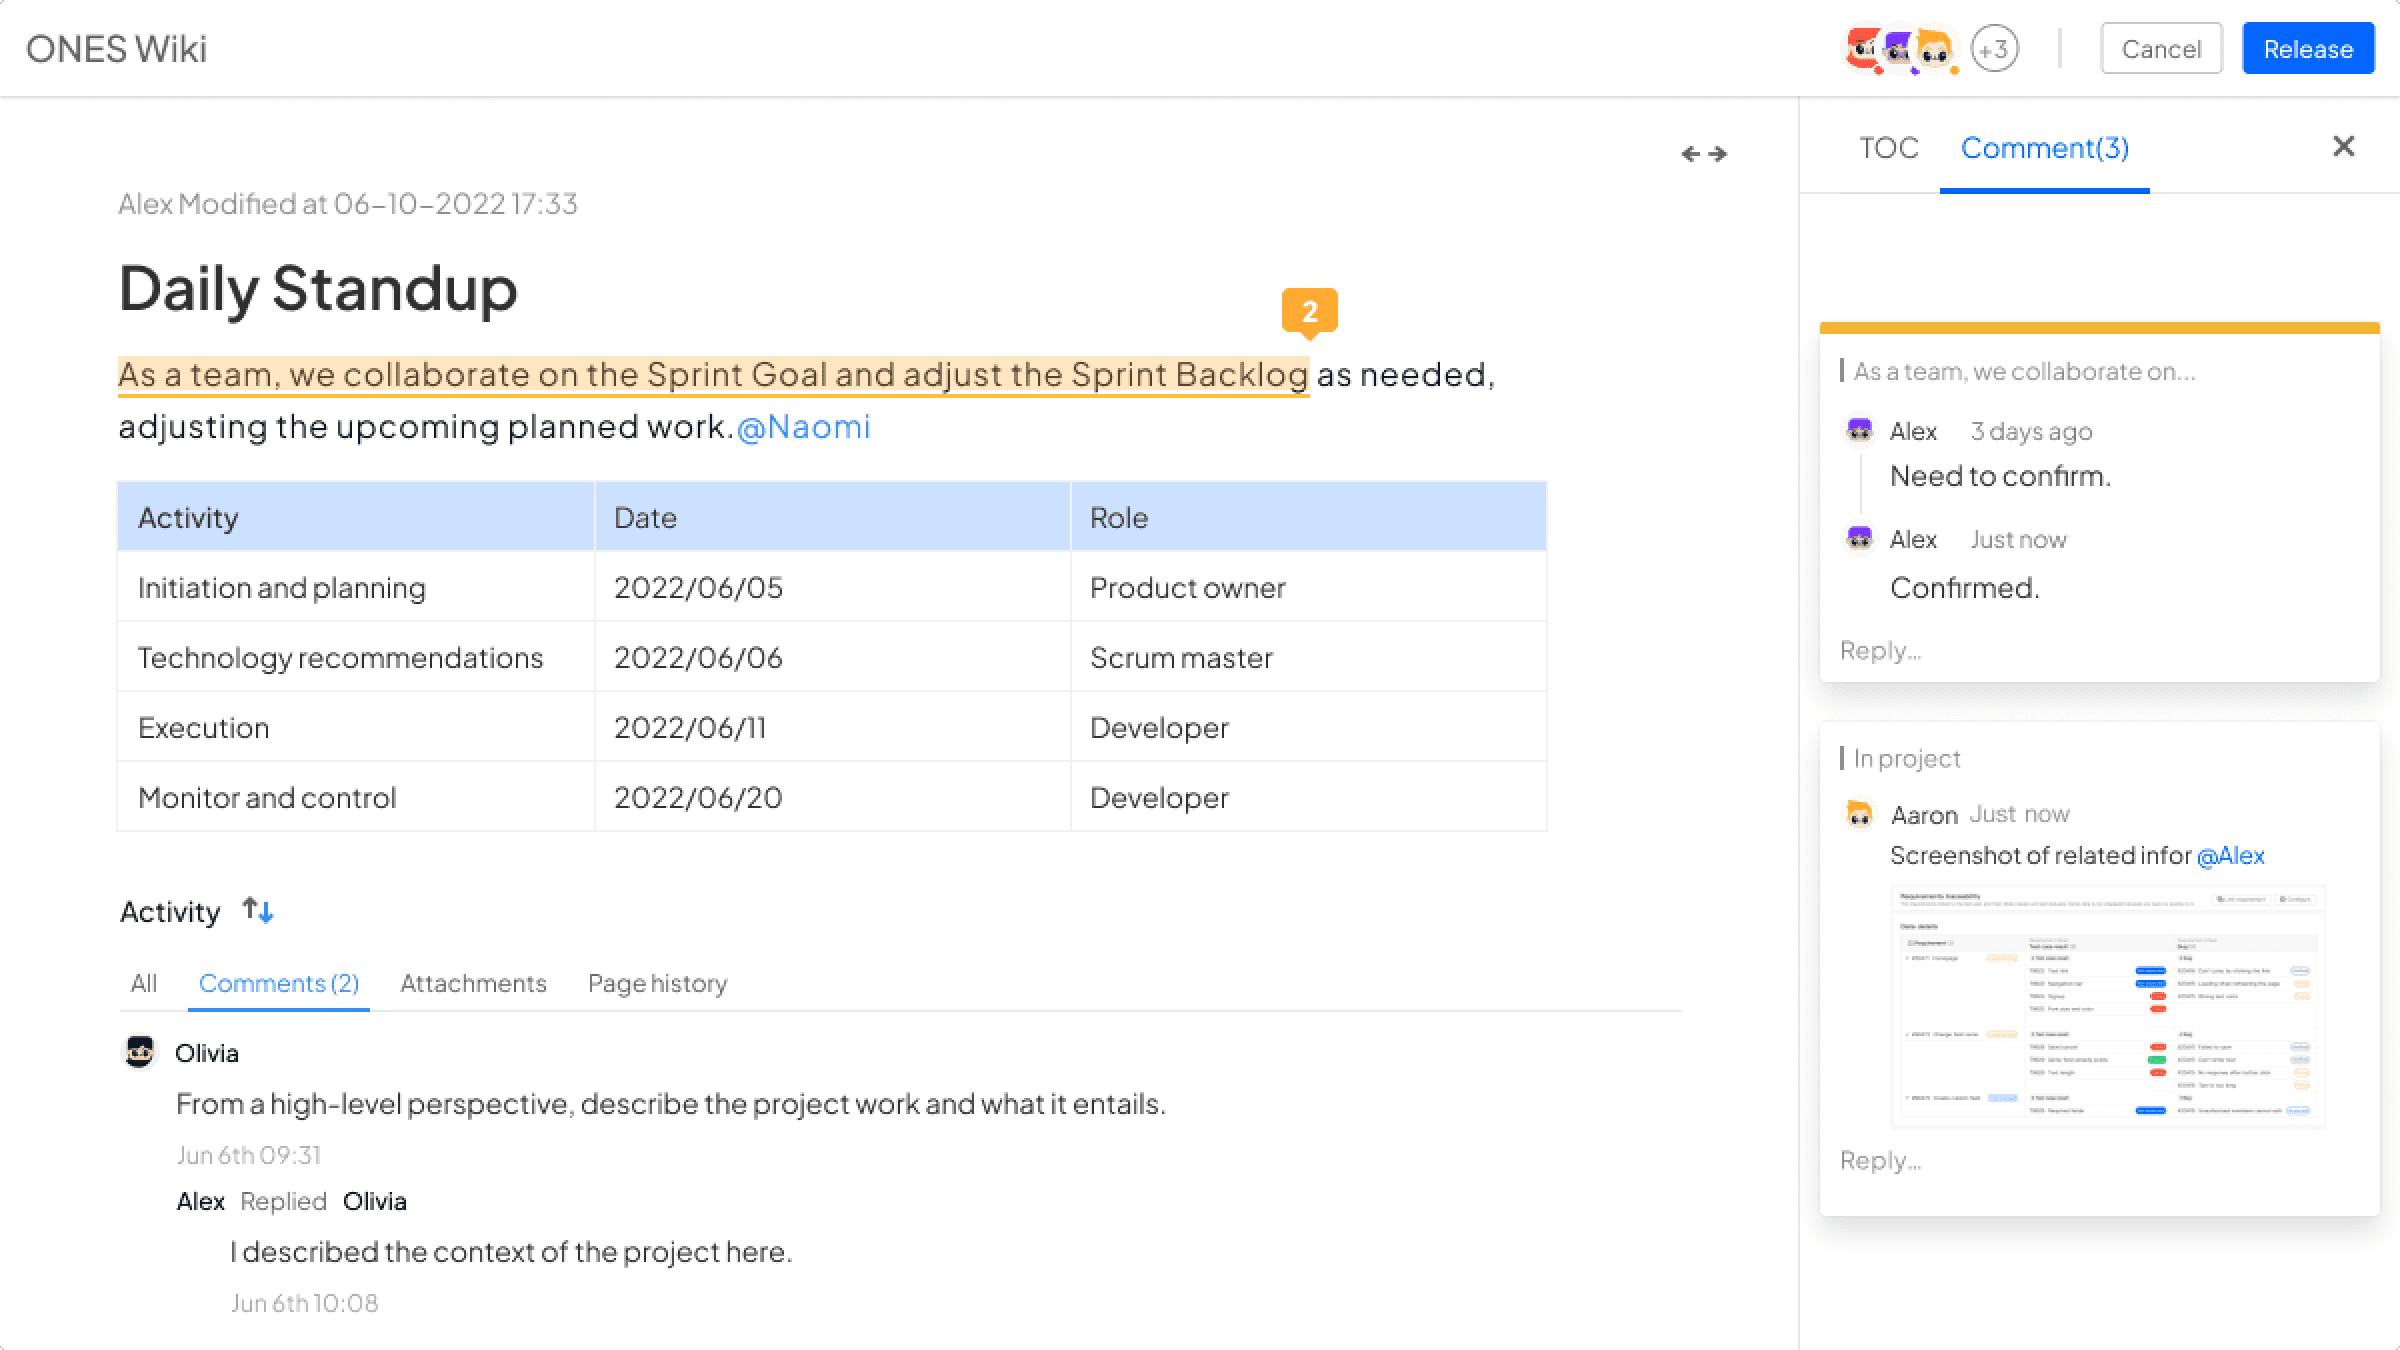 ONES Wiki
+3
Cancel
Release
Alex Modified at 06-10-2022 17:33
Daily Standup
2
As a team, we collaborate on the Sprint Goal and adjust the Sprint Backlog as needed,
adjusting the upcoming planned work.@Naomi
Activity Date Role
Initiation and planning 2022/06/05 Product owner
Technology recommendations 2022/06/06 Scrum master
Execution 2022/06/11 Developer
Monitor and control 2022/06/20 Developer
Activity
All Comments (2) Attachments Page history
Olivia
From a high-level perspective, describe the project work and what it entails.
Jun 6th 09:31
Alex Replied Olivia
I described the context of the project here.
Jun 6th 10:08
TOC Comment(3)
As a team, we collaborate on...
Alex 3 days ago
Need to confirm.
Alex Just now
Confirmed.
Reply...
In project
Aaron Just now
Screenshot of related infor @Alex
Requirements traceability
Data details
Reply...